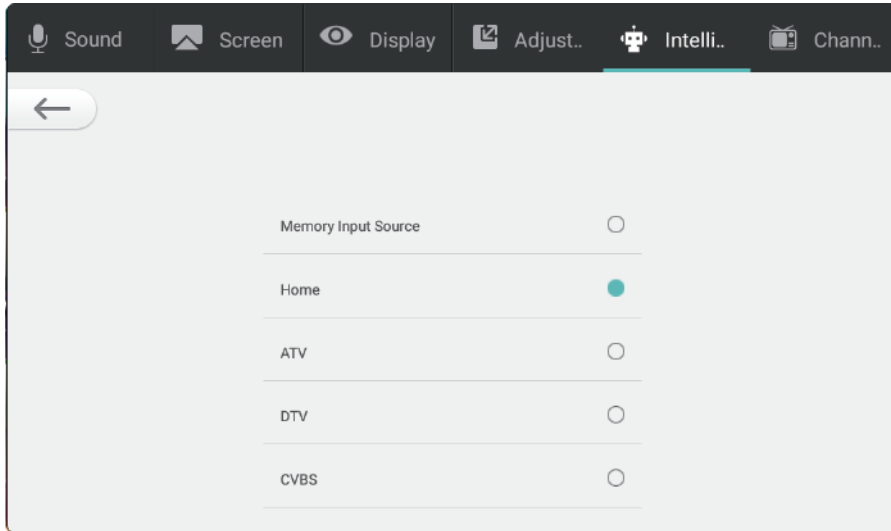 Sound Screen Display Adjust.. Intelli.. Chann..
Memory Input Source
Home
ATV
DTV
CVBS